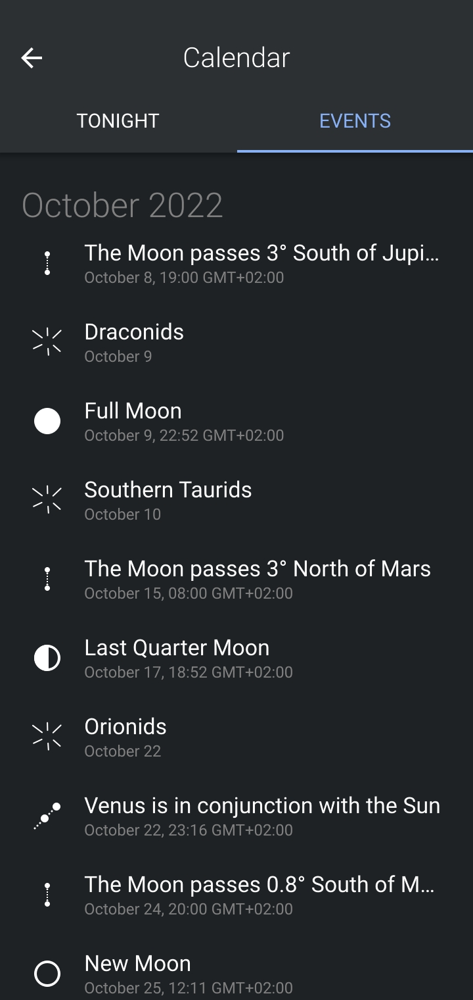 Calendar
TONIGHT
EVENTS
October 2022
The Moon passes 3° South of Jupi...
October 8, 19:00 GMT+02:00
Draconids
October 9
Full Moon
October 9, 22:52 GMT+02:00
Southern Taurids
October 10
The Moon passes 3° North of Mars
October 15, 08:00 GMT+02:00
Last Quarter Moon
October 17, 18:52 GMT+02:00
Orionids
October 22
Venus is in conjunction with the Sun
October 22, 23:16 GMT+02:00
The Moon passes 0.8° South of M...
October 24, 20:00 GMT+02:00
New Moon
October 25, 12:11 GMT+02:00